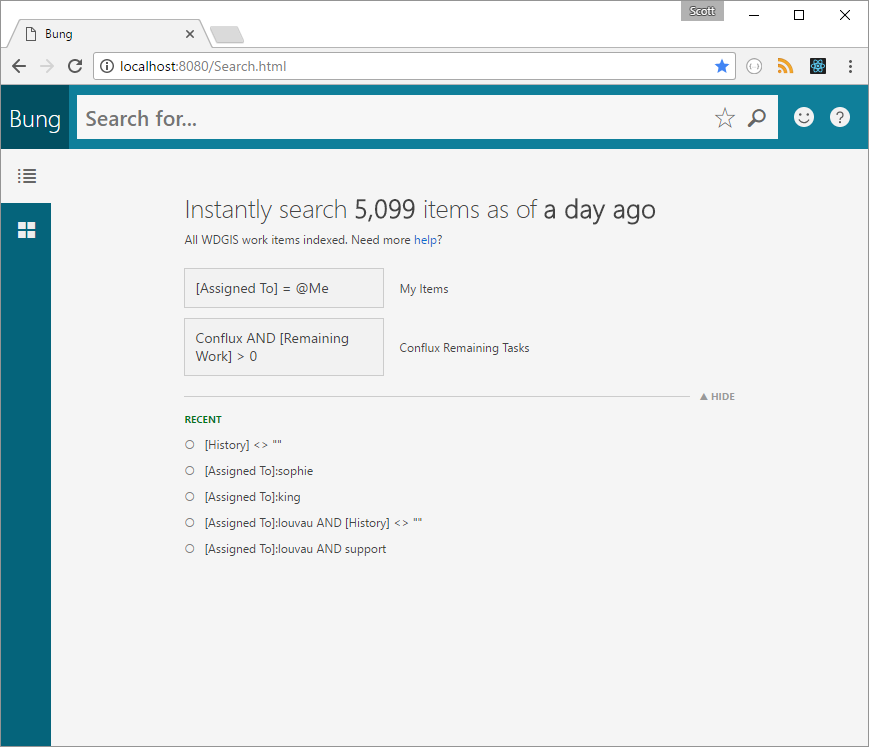 Scott
Bung
localhost:8080/Search.html
Bung
Search for...
Instantly search 5,099 items as of a day ago
All WDGIS work items indexed. Need more help?
[Assigned To] = @Me
My Items
Conflux AND [Remaining
Work] > 0
Conflux Remaining Tasks
▲ HIDE
RECENT
[History] <> ""
[Assigned To]:sophie
[Assigned To]:king
[Assigned To]:louvau AND [History] <> ""
[Assigned To]:louvau AND support